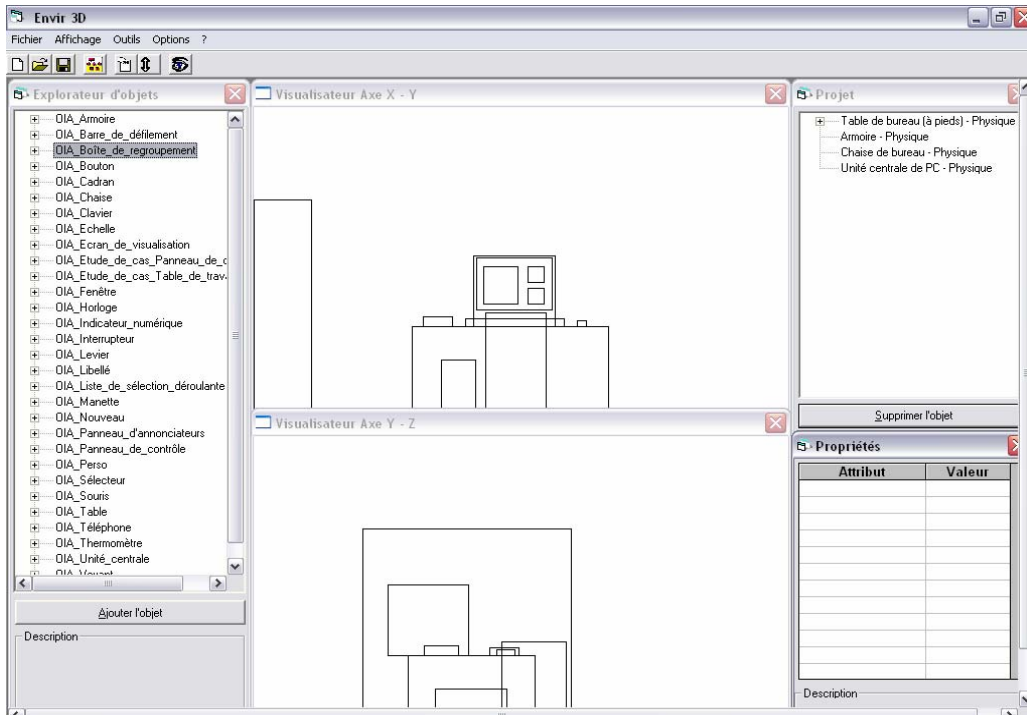 Envir 3D
Fichier Affichage Outils Options ?
Explorateur d'objets
OIA_Armoire
OIA_Barre_de_défilement
OIA_Boîte_de_regroupement
OIA_Bouton
OIA_Cadran
OIA_Chaise
OIA_Clavier
OIA_Echelle
OIA_Ecran_de_visualisation
OIA_Etude_de_cas_Panneau_de_c
OIA_Etude_de_cas_Table_de_trav
OIA_Fenêtre
OIA_Horloge
OIA_Indicateur_numérique
OIA_Interrupteur
OIA_Levier
OIA_Libellé
OIA_Liste_de_sélection_déroulante
OIA_Manette
OIA_Nouveau
OIA_Panneau_d'annonciateurs
OIA_Panneau_de_contrôle
OIA_Perso
OIA_Sélecteur
OIA_Souris
OIA_Table
OIA_Téléphone
OIA_Thermomètre
OIA_Unité_centrale
OIA_Voyant
Ajouter l'objet
Description
Visualisateur Axe X - Y
Visualisateur Axe Y - Z
Projet
Table de bureau (à pieds) - Physique
Armoire - Physique
Chaise de bureau - Physique
Unité centrale de PC - Physique
Supprimer l'objet
Propriétés
Attribut Valeur
Description